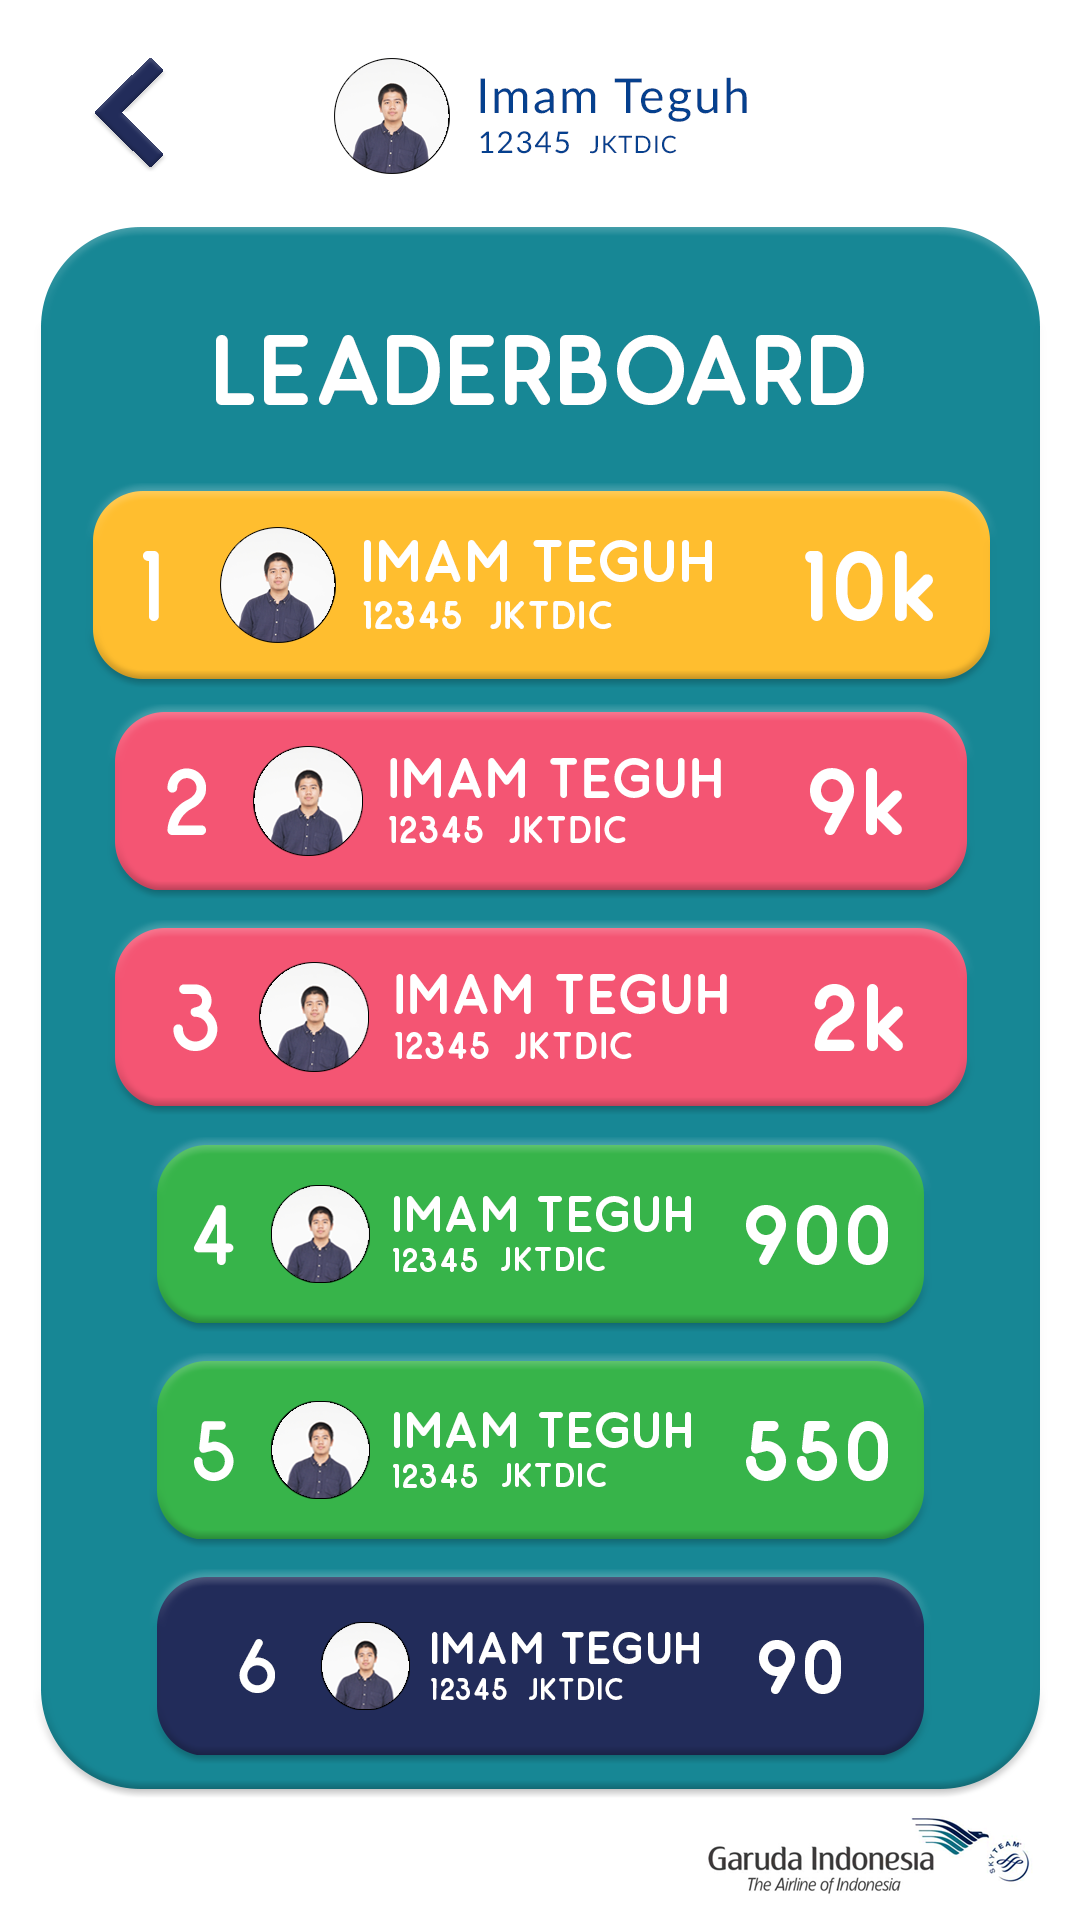 Imam Teguh
12345 JKTDIC
LEADERBOARD
1 IMAM TEGUH 10k
12345 JKTDIC
2 IMAM TEGUH 9k
12345 JKTDIC
3 IMAM TEGUH 2k
12345 JKTDIC
4 IMAM TEGUH 900
12345 JKTDIC
5 IMAM TEGUH 550
12345 JKTDIC
6 IMAM TEGUH 90
12345 JKTDIC
Garuda Indonesia
The Airline of Indonesia
SKYTEAM